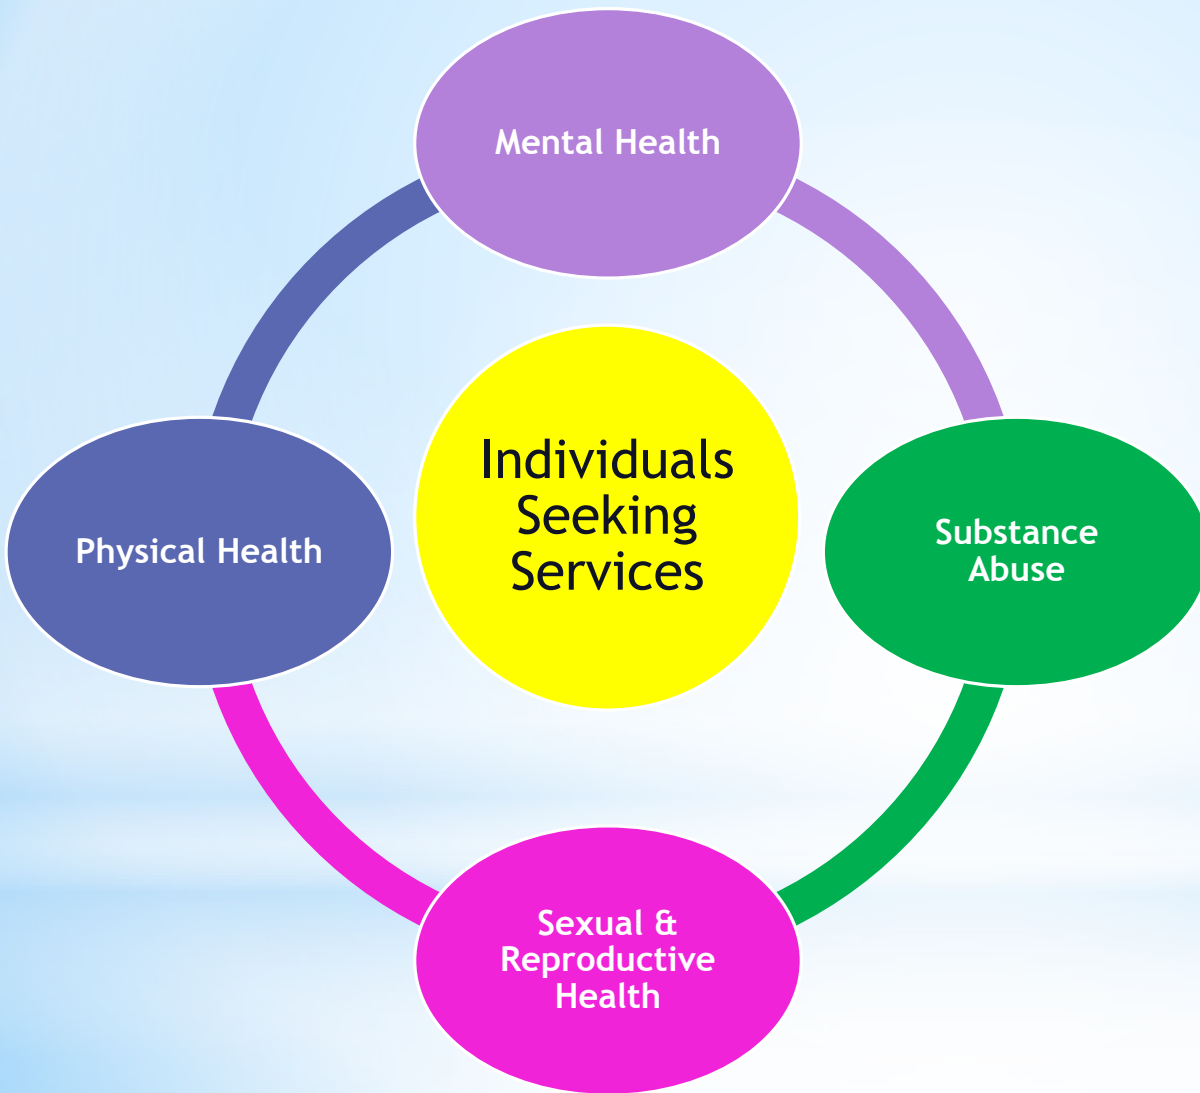 Mental Health
Individuals
Seeking
Services
Physical Health
Substance
Abuse
Sexual &
Reproductive
Health